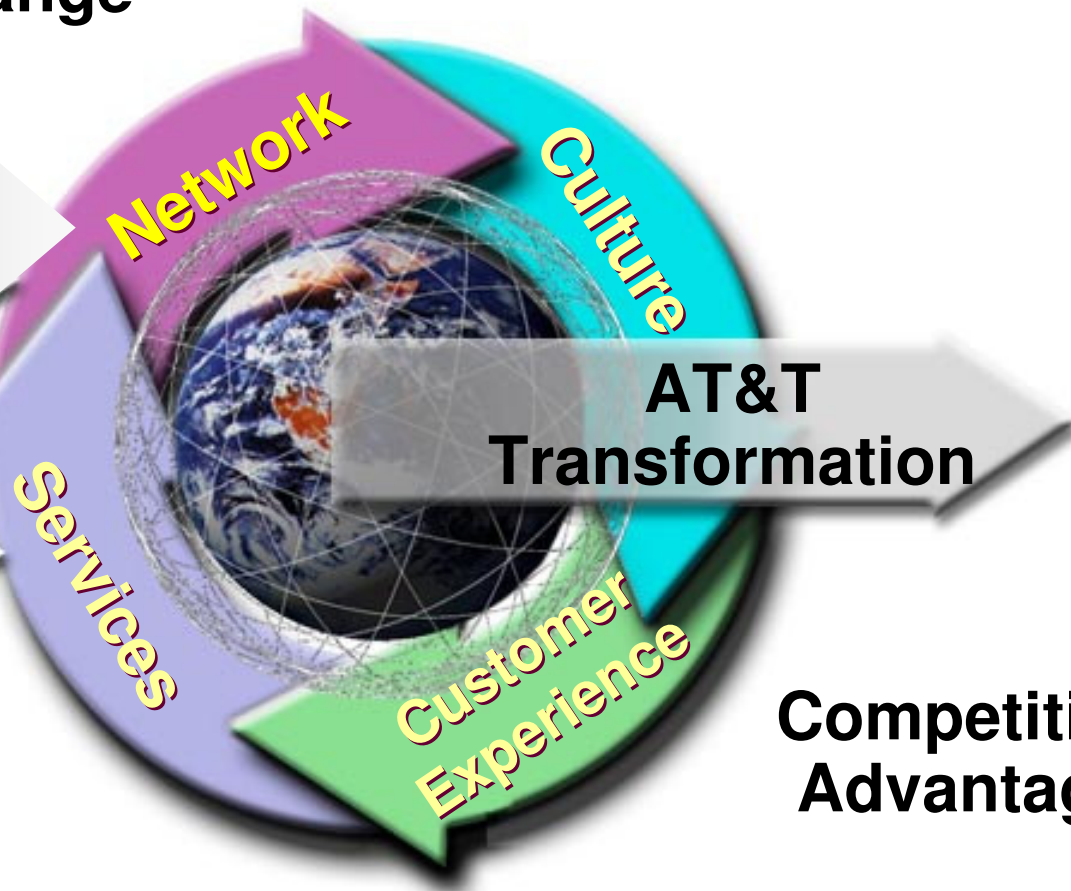 Network
Culture
AT&T
Transformation
Services
Customer
Experience